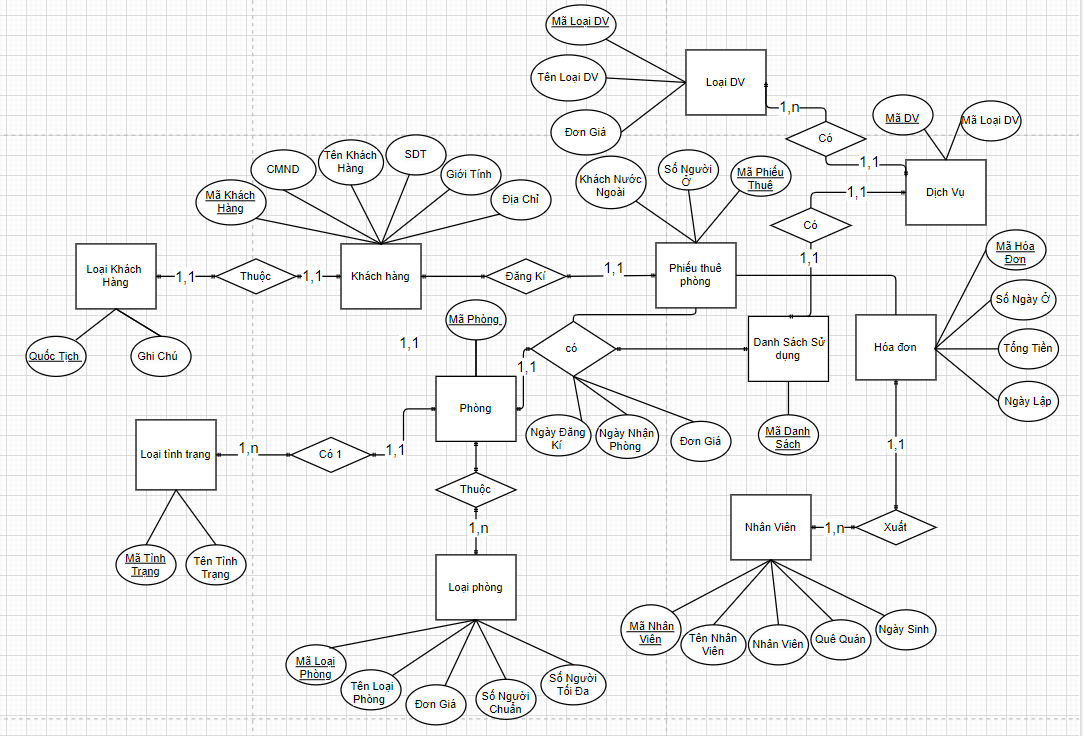 Mã Loại DV
Tên Loại DV
Đơn Giá
Loại DV
1,n
Có
1,1
Mã DV
Mã Loại DV
Dịch Vụ
1,1
Có
1,1
Mã Khách
Hàng
CMND
Tên Khách
Hàng
SDT
Giới Tính
Địa Chỉ
Khách Nước
Ngoài
Số Người
Ở
Mã Phiếu
Thuê
Loại Khách
Hàng
1,1
Thuộc
1,1
Khách hàng
Đăng Kí
1,1
Phiếu thuê
phòng
Mã Hóa
Đơn
Số Ngày Ở
Tổng Tiền
Ngày Lập
Hóa đơn
Quốc Tịch
Ghi Chú
Mã Phòng
1,1
có
1,1
Danh Sách Sử
dụng
Mã Danh
Sách
Phòng
Ngày Đăng
Kí
Ngày Nhận
Phòng
Đơn Giá
Loại tình trạng
1,n
Có 1
1,1
Mã Tình
Trạng
Tên Tình
Trạng
Thuộc
1,n
Loại phòng
1,1
Xuất
1,n
Nhân Viên
Mã Loại
Phòng
Tên Loại
Phòng
Đơn Giá
Số Người
Chuẩn
Số Người
Tối Đa
Mã Nhân
Viên
Tên Nhân
Viên
Nhân Viên
Quê Quán
Ngày Sinh